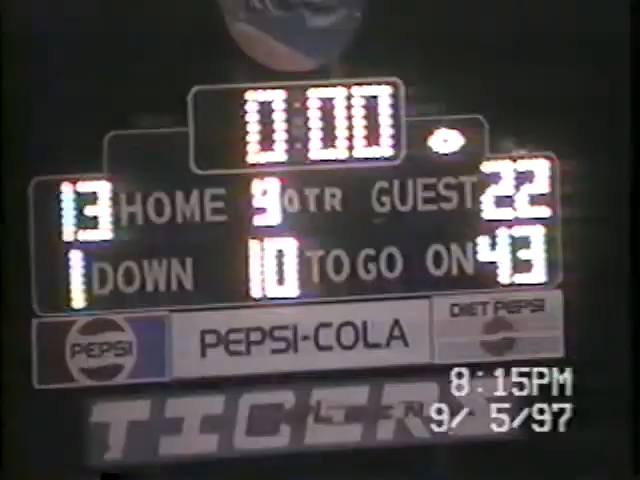 0:00
13 HOME 3 QTR GUEST 22
1 DOWN 10 TO GO ON 43
PEPSI PEPSI-COLA DIET PEPSI
TIGERS
8:15PM
9/ 5/97